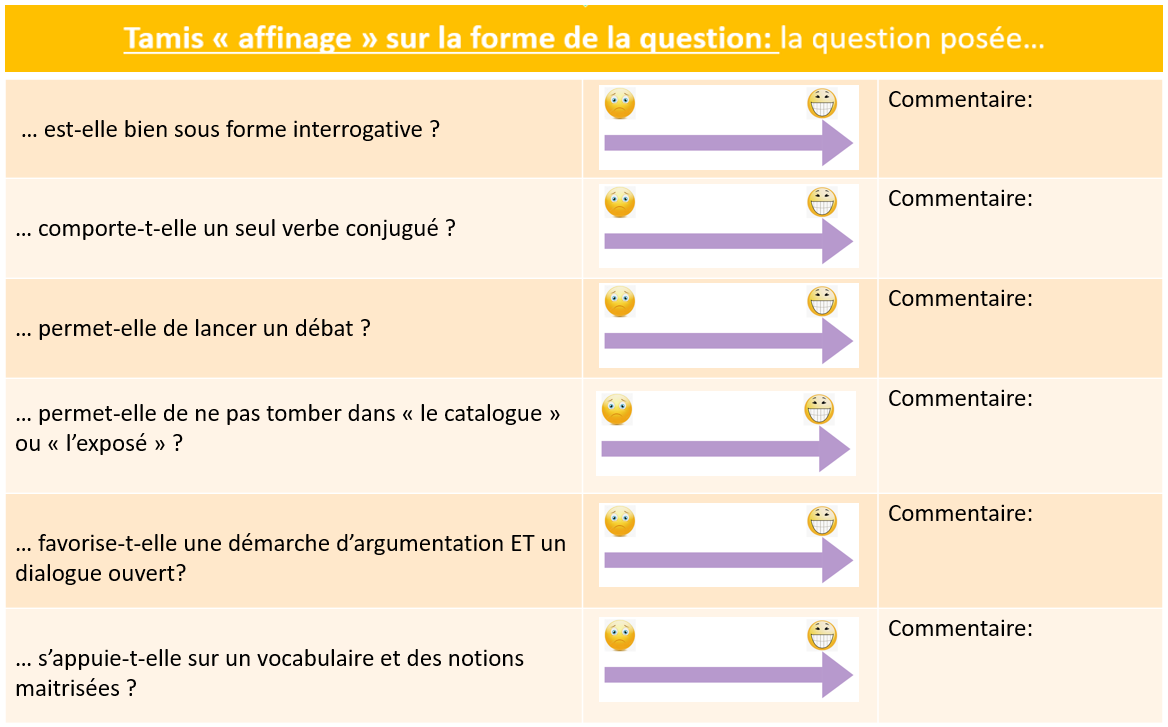 Tamis « affinage » sur la forme de la question: la question posée…
… est-elle bien sous forme interrogative ?
Commentaire:
… comporte-t-elle un seul verbe conjugué ?
Commentaire:
… permet-elle de lancer un débat ?
Commentaire:
… permet-elle de ne pas tomber dans « le catalogue »
ou « l’exposé » ?
Commentaire:
… favorise-t-elle une démarche d’argumentation ET un
dialogue ouvert?
Commentaire:
… s’appuie-t-elle sur un vocabulaire et des notions
maitrisées ?
Commentaire: